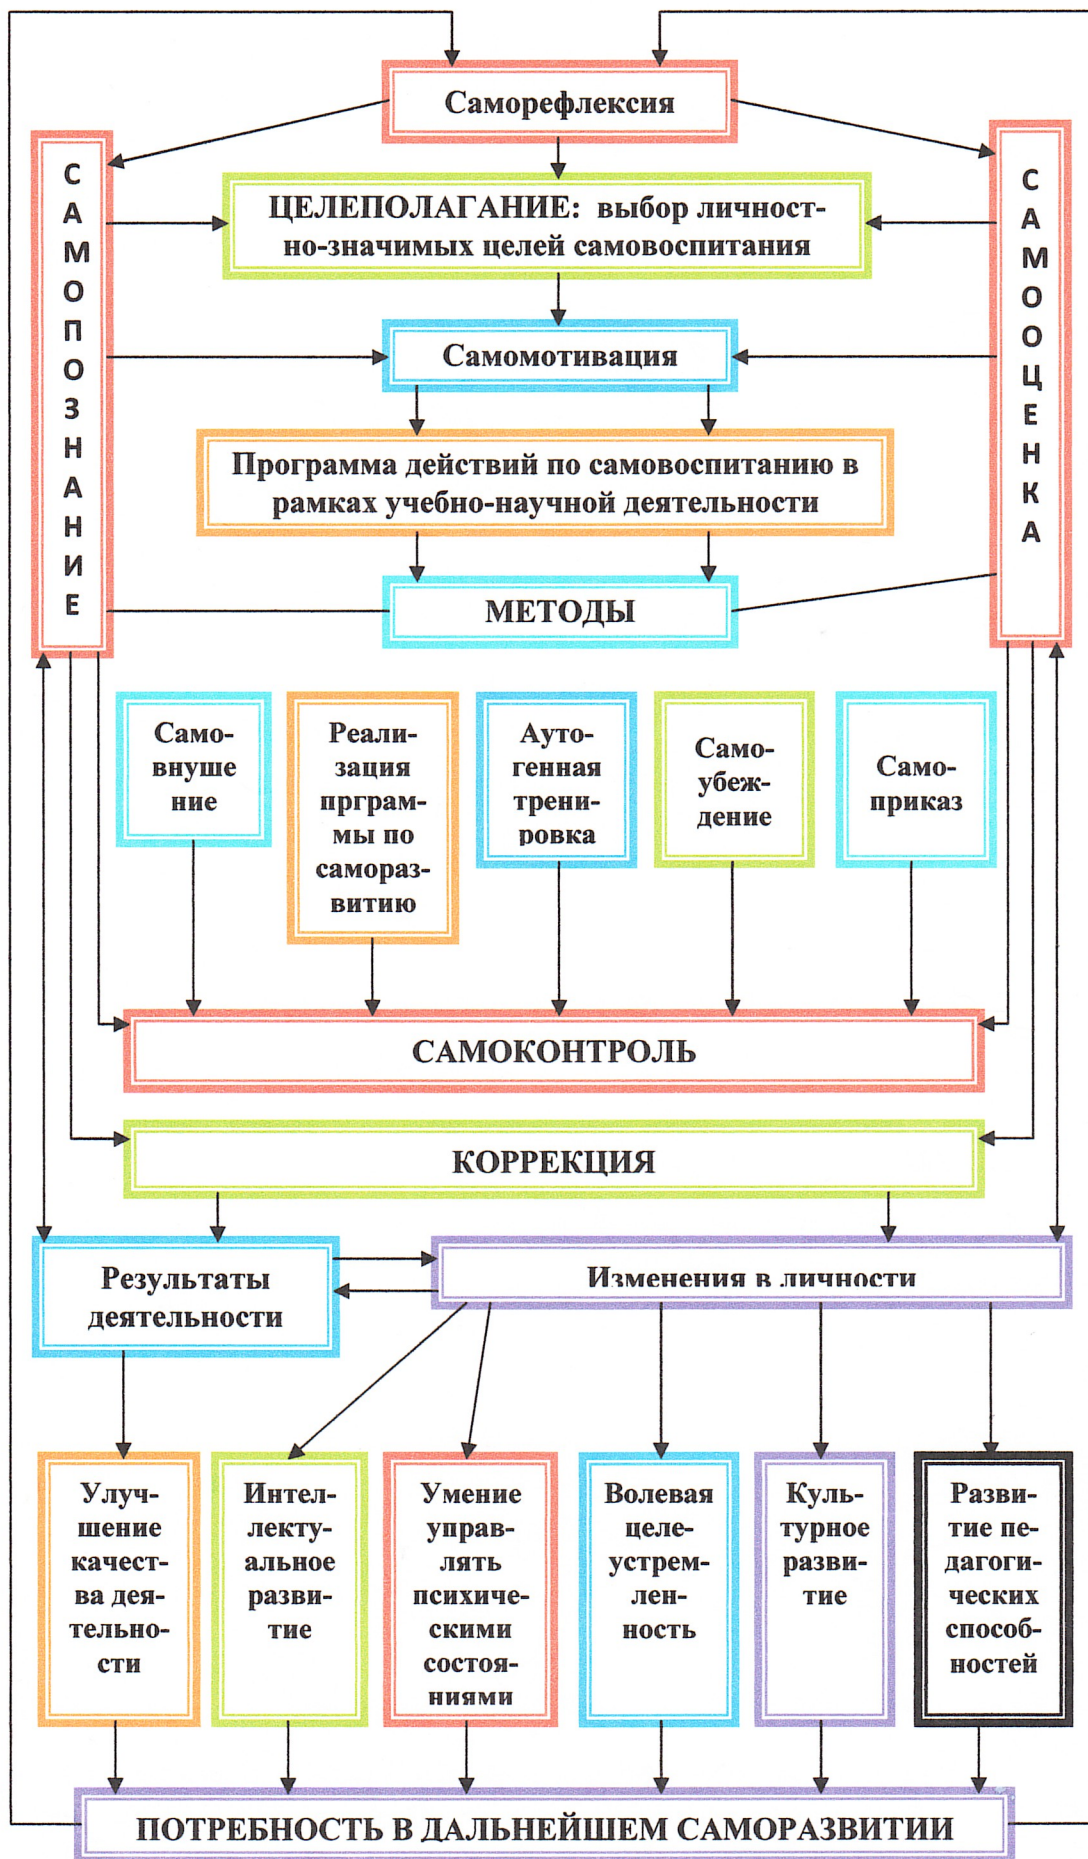 Саморефлексия
САМОПОЗНАНИЕ
САМООЦЕНКА
ЦЕЛЕПОЛАГАНИЕ: выбор личност-
но-значимых целей самовоспитания
Самомотивация
Программа действий по самовоспитанию в
рамках учебно-научной деятельности
МЕТОДЫ
Само-
внуше
ние
Реали-
зация
прграм-
мы по
самораз-
витию
Ауто-
генная
трени-
ровка
Само-
убеж-
дение
Само-
приказ
САМОКОНТРОЛЬ
КОРРЕКЦИЯ
Результаты
деятельности
Изменения в личности
Улуч-
шение
качест-
ва дея-
тельно-
сти
Интел-
лекту-
альное
разви-
тие
Умение
управ-
лять
психиче-
скими
состоя-
ниями
Волевая
целе-
устрем-
лен-
ность
Куль-
турное
разви-
тие
Разви-
тие пе-
дагоги-
ческих
способ-
ностей
ПОТРЕБНОСТЬ В ДАЛЬНЕЙШЕМ САМОРАЗВИТИИ